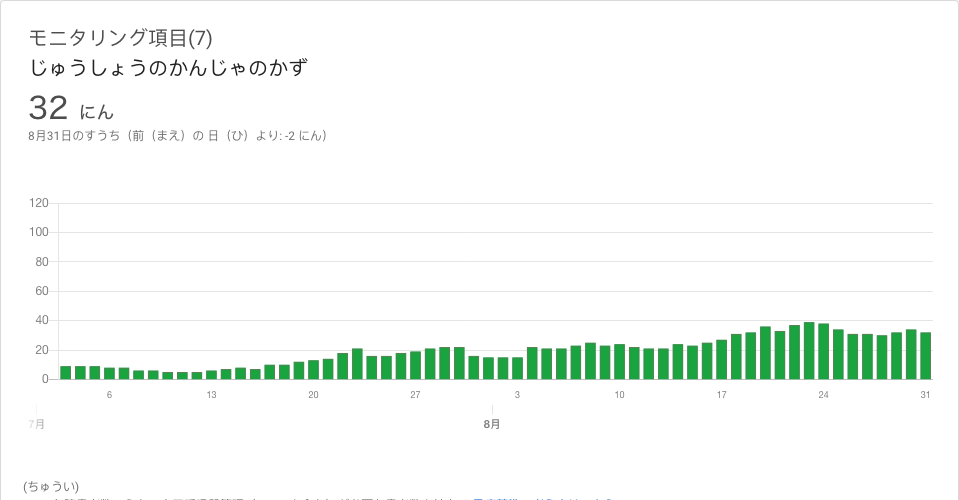 モニタリング項目(7)
じゅうしょうのかんじゃのかず
32 にん
8月31日のすうち（前（まえ）の 日（ひ）より: -2 にん）
120
100
80
60
40
20
0
6 13 20 27 3 10 17 24 31
7月 8月
(ちゅうい)